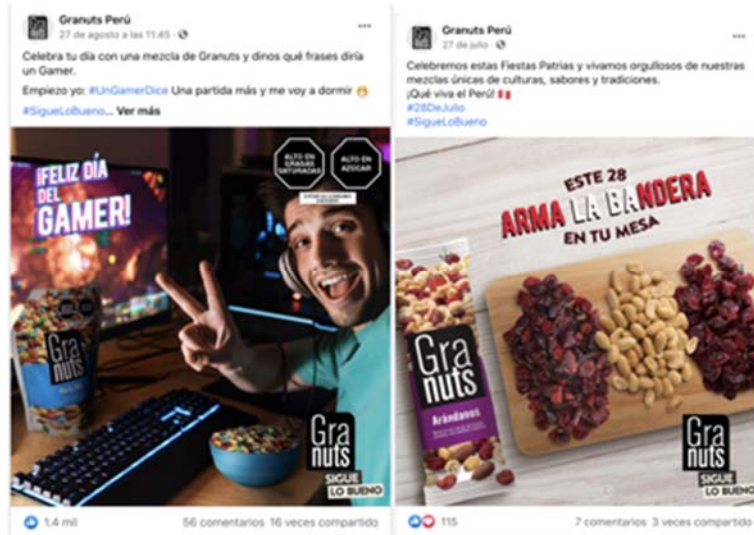 Granuts Perú
27 de agosto a las 11:45
Celebra tu día con una mezcla de Granuts y dinos qué frases diría
un Gamer.
Empiezo yo: #UnGamerDice Una partida más y me voy a dormir
#SigueLoBueno... Ver más
¡FELIZ DÍA
DEL
GAMER!
ALTO EN
GRASAS
SATURADAS
ALTO EN
AZÚCAR
Gra
nuts
Gra
nuts
SIGUE
LO BUENO
1.4 mil
56 comentarios 16 veces compartido
Granuts Perú
27 de julio
Celebremos estas Fiestas Patrias y vivamos orgullosos de nuestras
mezclas únicas de culturas, sabores y tradiciones.
¡Qué viva el Perú!
#28DeJulio
#SigueLoBueno
ESTE 28
ARMA LA BANDERA
EN TU MESA
Gra
nuts
Arándanos
Gra
nuts
SIGUE
LO BUENO
115
7 comentarios 3 veces compartido